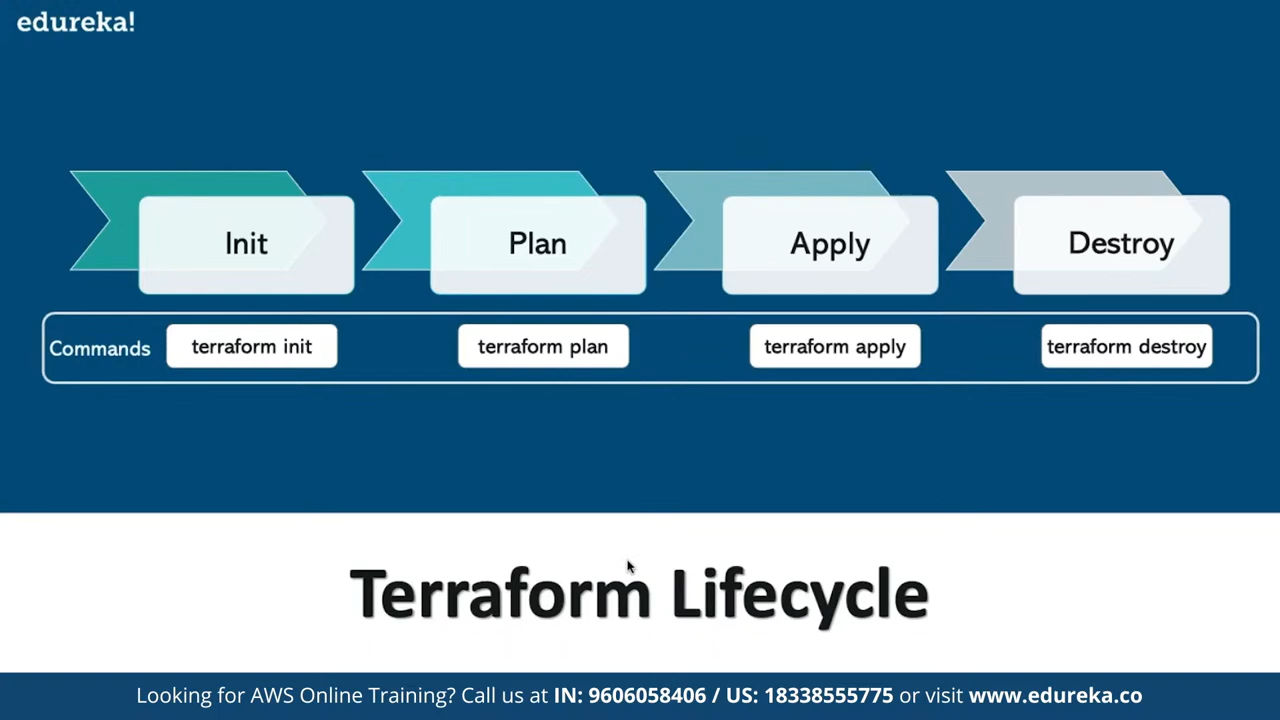 edureka!
Init
Plan
Apply
Destroy
Commands
terraform init
terraform plan
terraform apply
terraform destroy
Terraform Lifecycle
Looking for AWS Online Training? Call us at IN: 9606058406 / US: 18338555775 or visit www.edureka.co